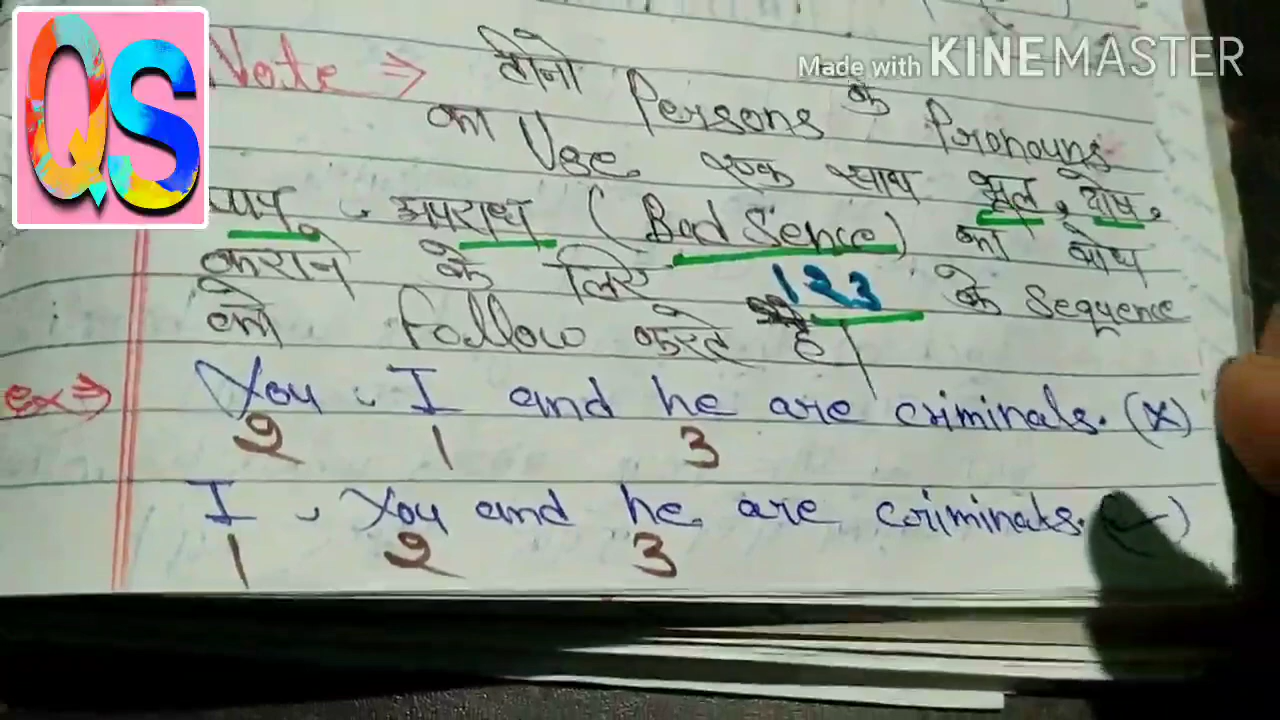 QS
Made with KINEMASTER
Note ⇒ तीनो Persons के Pronouns
का Use एक साथ भूल, दोष,
पाप, अपराध (Bad Sence) का बोध
कराने के लिए 123 के Sequence
को follow करते है।
ex⇒ You, I and he are criminals. (x)
2 1 3
I, You and he are criminals. (✓)
1 2 3